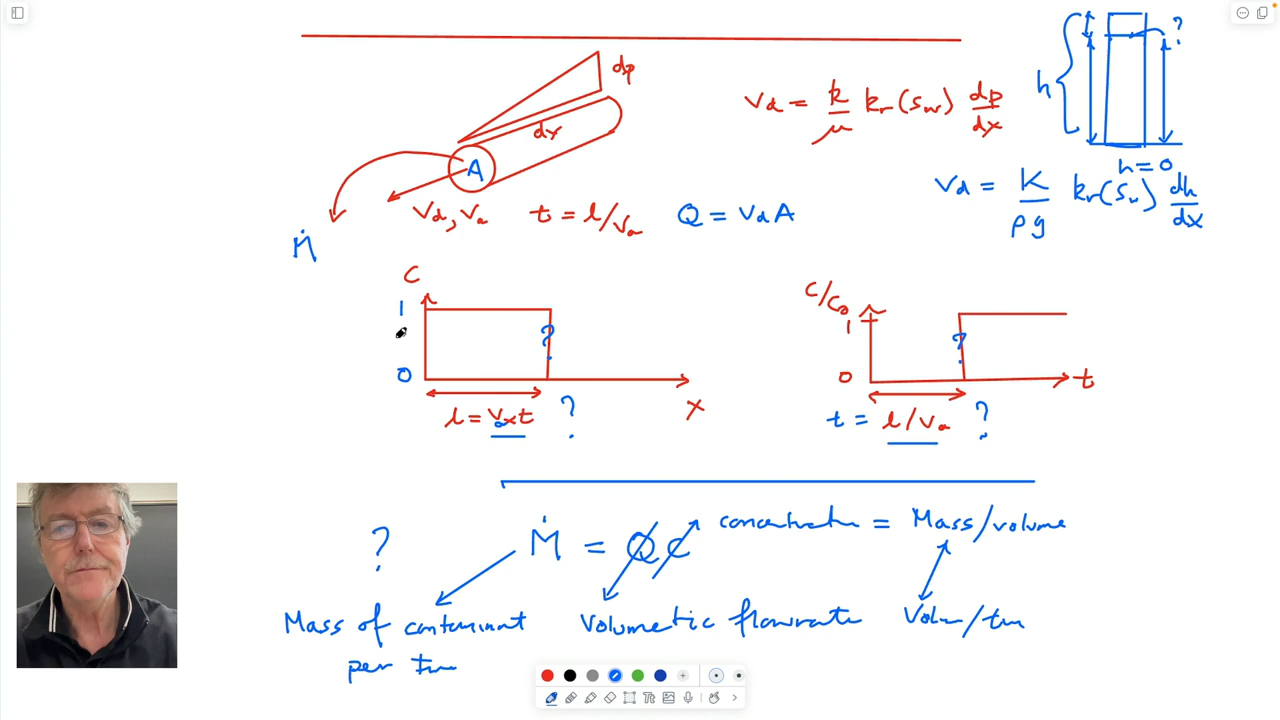 dp
dx
A
Vd, Va
t = l/Va
Q = VdA
Ṁ
Vd = k/μ kr(Sw) dp/dx
h
?
h=0
Vd = K/ρg kr(Sw) dh/dx
C
1
?
0
l = Va x t
?
x
C/C0
1
?
0
t
t = l/Va
?
?
Ṁ = QC
concentration = Mass/volume
Mass of contaminant
per time
Volumetric flowrate
Volume/time